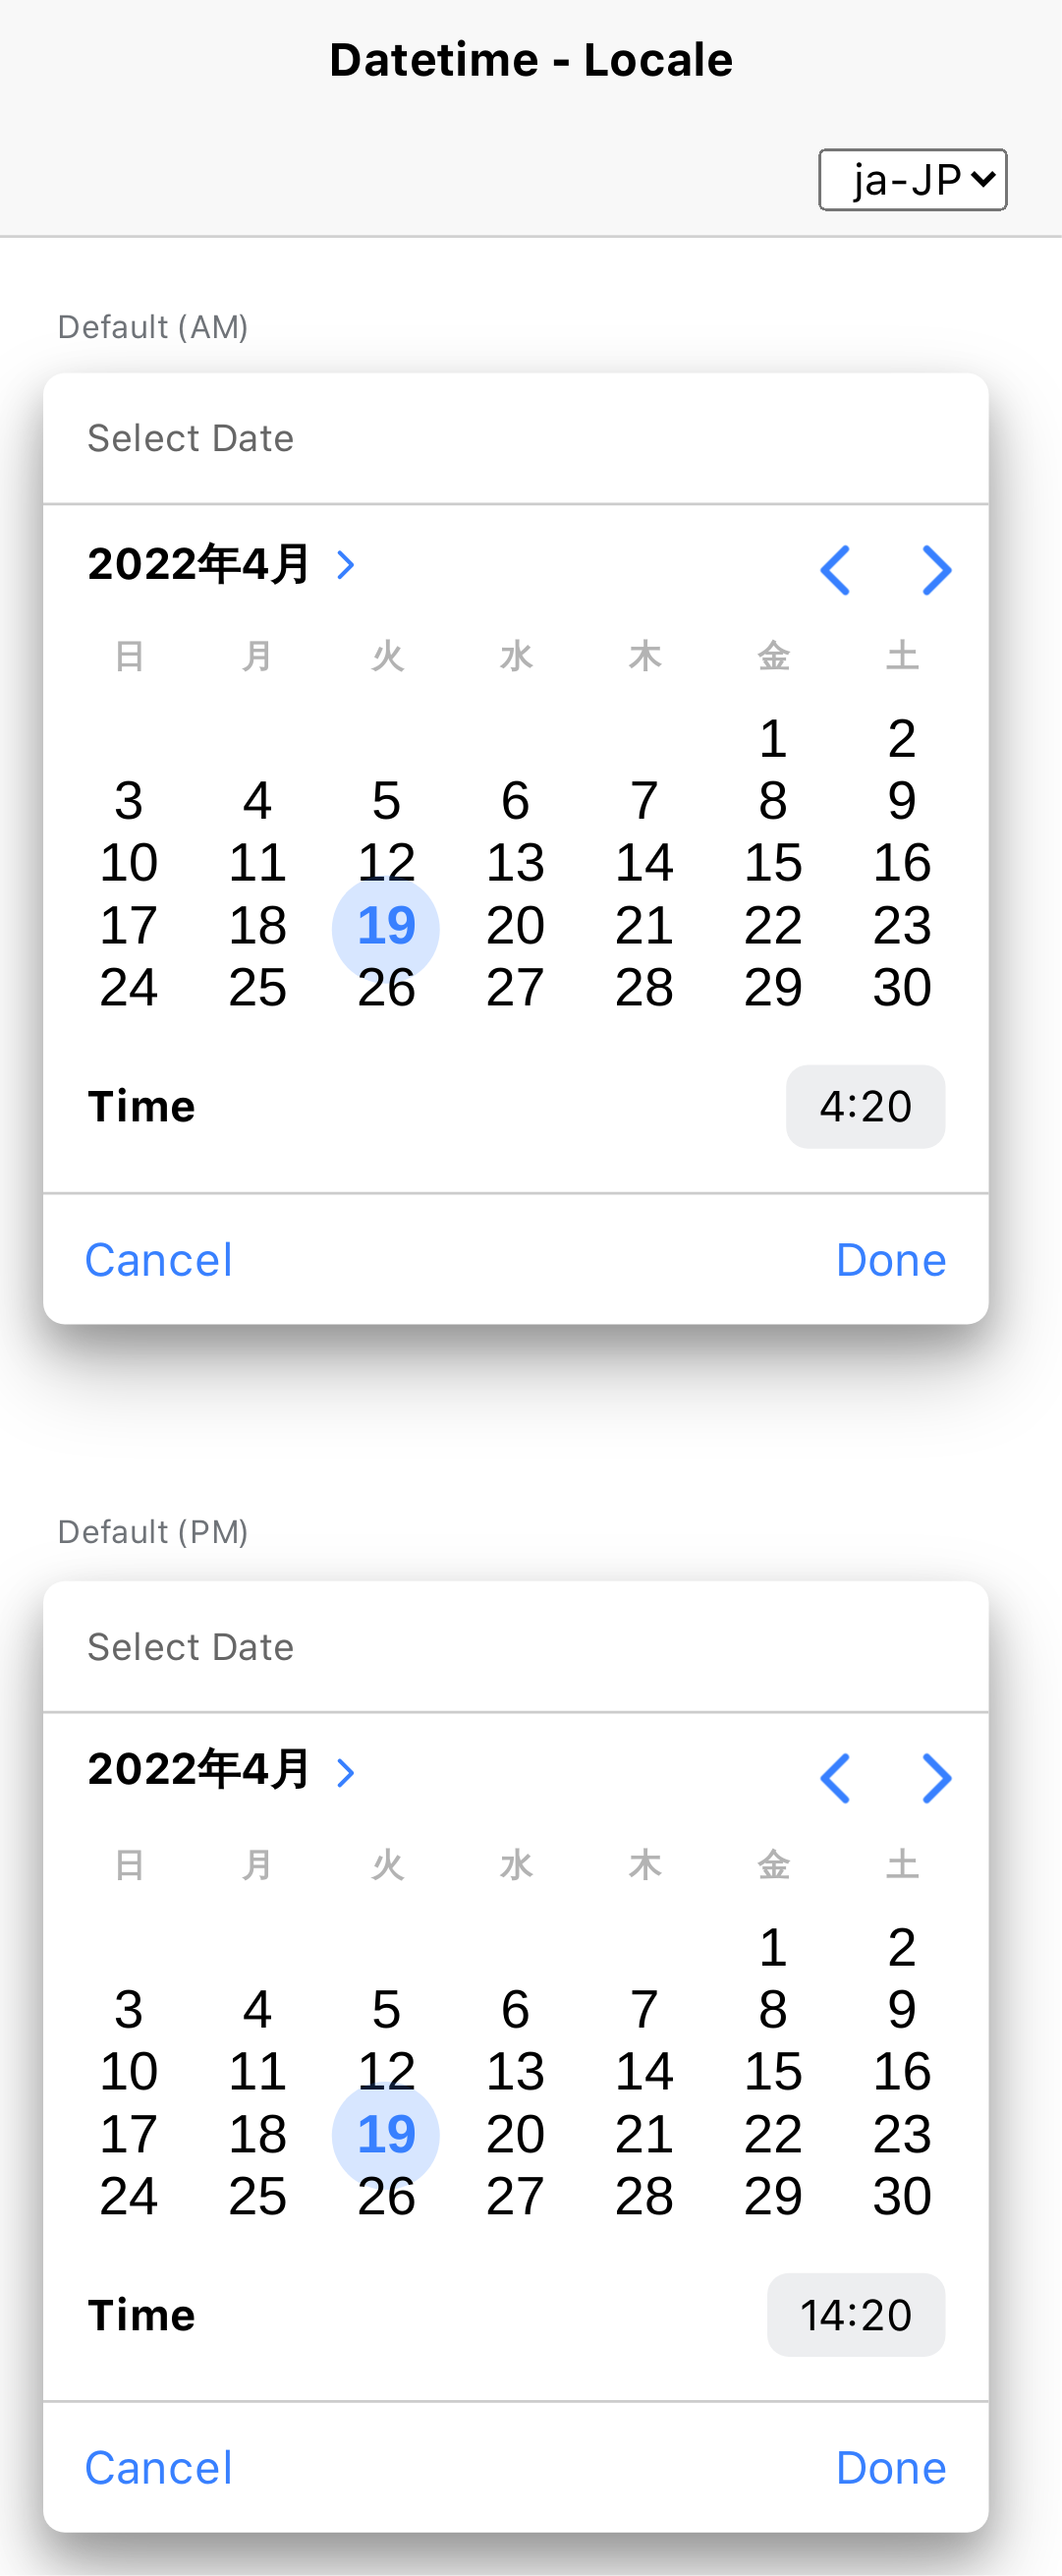 Datetime - Locale
ja-JP
Default (AM)
Select Date
2022年4月
日 月 火 水 木 金 土
1 2
3 4 5 6 7 8 9
10 11 12 13 14 15 16
17 18 19 20 21 22 23
24 25 26 27 28 29 30
Time 4:20
Cancel Done
Default (PM)
Select Date
2022年4月
日 月 火 水 木 金 土
1 2
3 4 5 6 7 8 9
10 11 12 13 14 15 16
17 18 19 20 21 22 23
24 25 26 27 28 29 30
Time 14:20
Cancel Done